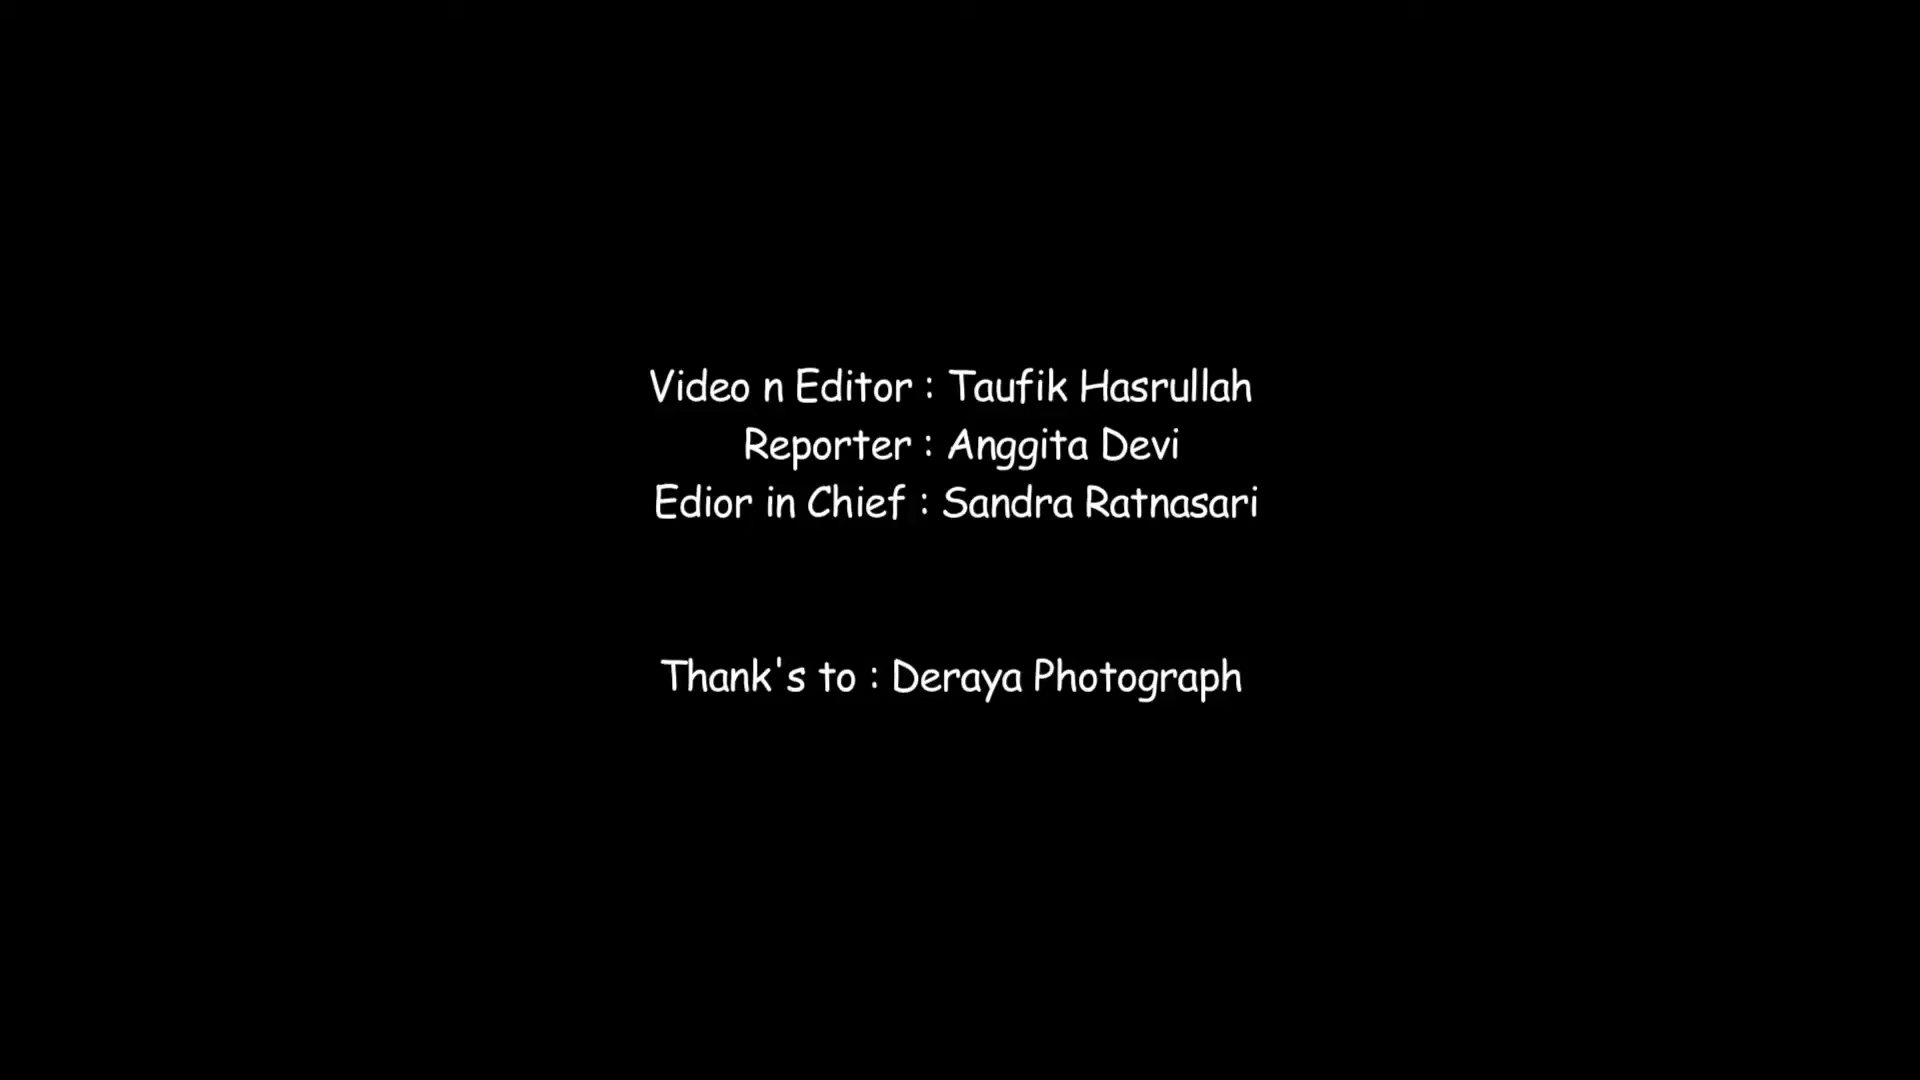 Video n Editor : Taufik Hasrullah
Reporter : Anggita Devi
Edior in Chief : Sandra Ratnasari
Thank's to : Deraya Photograph